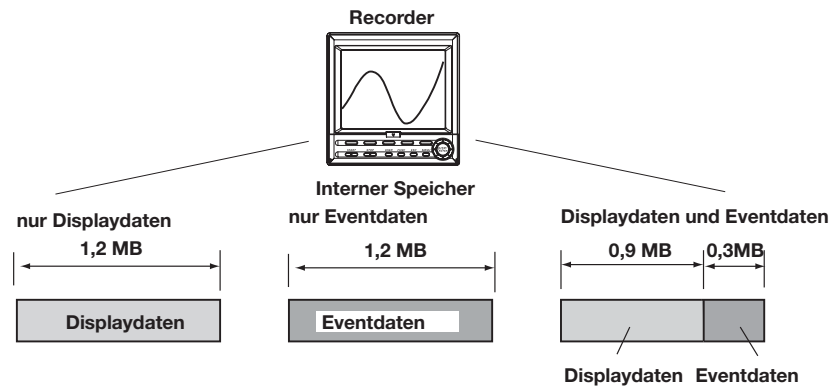 Recorder
Interner Speicher
nur Displaydaten
1,2 MB
Displaydaten
nur Eventdaten
1,2 MB
Eventdaten
Displaydaten und Eventdaten
0,9 MB
0,3MB
Displaydaten
Eventdaten